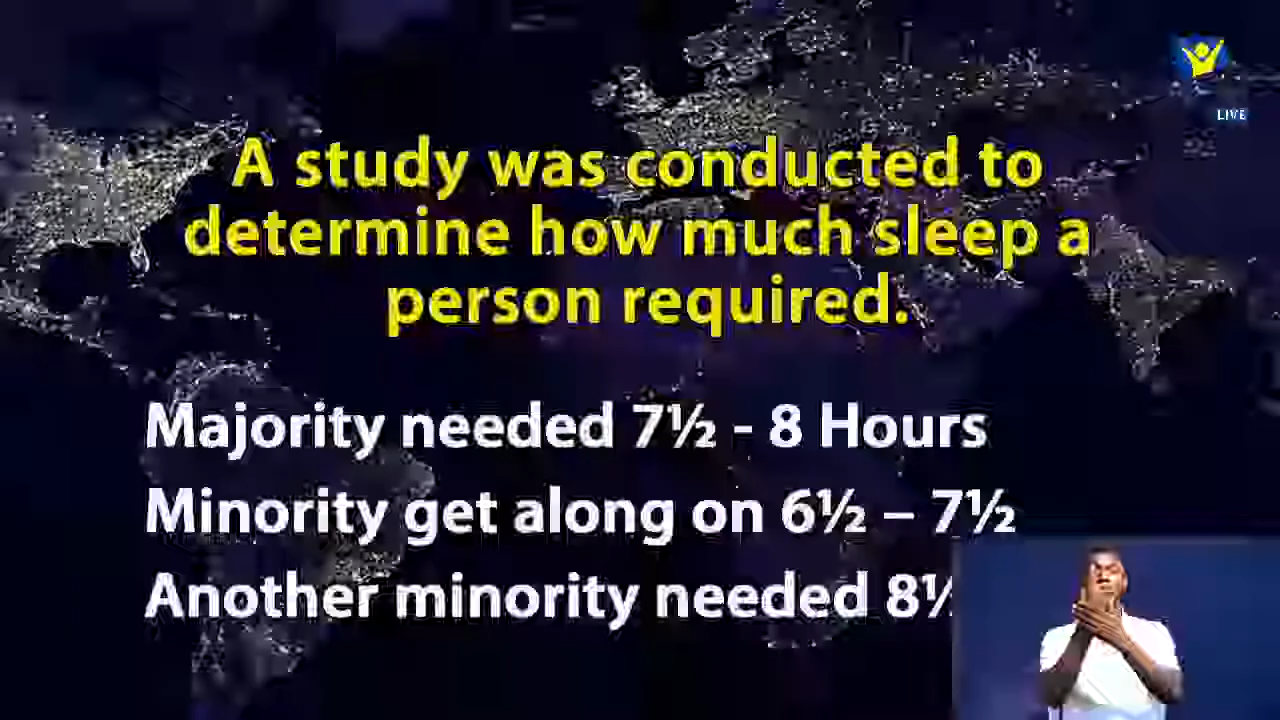 LIVE
A study was conducted to
determine how much sleep a
person required.
Majority needed 7½ - 8 Hours
Minority get along on 6½ – 7½
Another minority needed